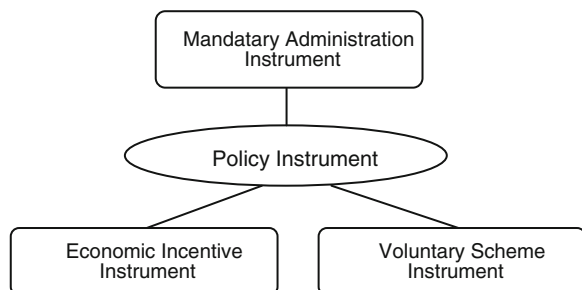 Mandatary Administration
Instrument
Policy Instrument
Economic Incentive
Instrument
Voluntary Scheme
Instrument